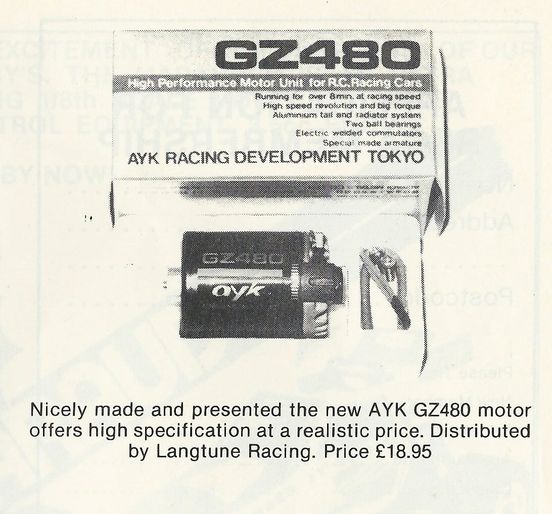 GZ480
High Performance Motor Unit for R.C. Racing Cars
Running for over 8min. at racing speed
High speed revolution and big torque
Aluminium tail and radiator system
Two ball bearings
Electric welded commutators
Special made armature
AYK RACING DEVELOPMENT TOKYO
GZ480
ayk
Nicely made and presented the new AYK GZ480 motor
offers high specification at a realistic price. Distributed
by Langtune Racing. Price £18.95